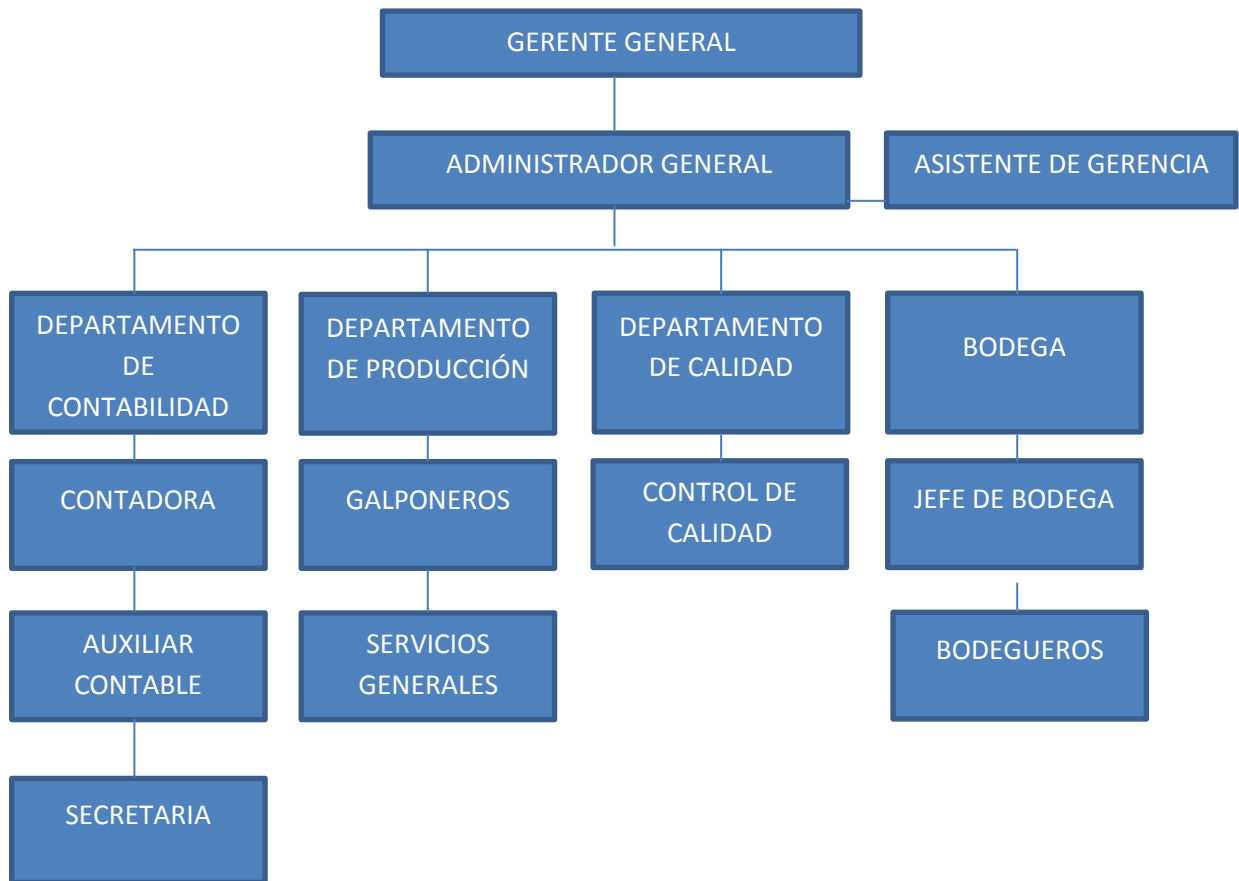 GERENTE GENERAL
ADMINISTRADOR GENERAL
ASISTENTE DE GERENCIA
DEPARTAMENTO
DE
CONTABILIDAD
DEPARTAMENTO
DE PRODUCCIÓN
DEPARTAMENTO
DE CALIDAD
BODEGA
CONTADORA
GALPONEROS
CONTROL DE
CALIDAD
JEFE DE BODEGA
AUXILIAR
CONTABLE
SERVICIOS
GENERALES
BODEGUEROS
SECRETARIA